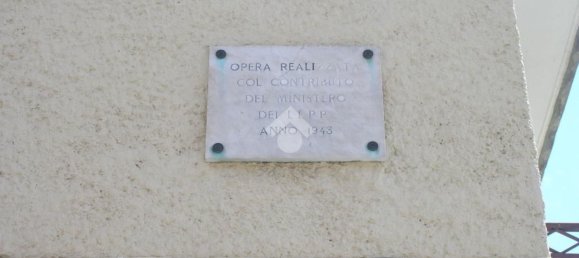 OPERA REALIZZATA
COL CONTRIBUTO
DEL MINISTERO
DEI LL.PP.
ANNO 1943